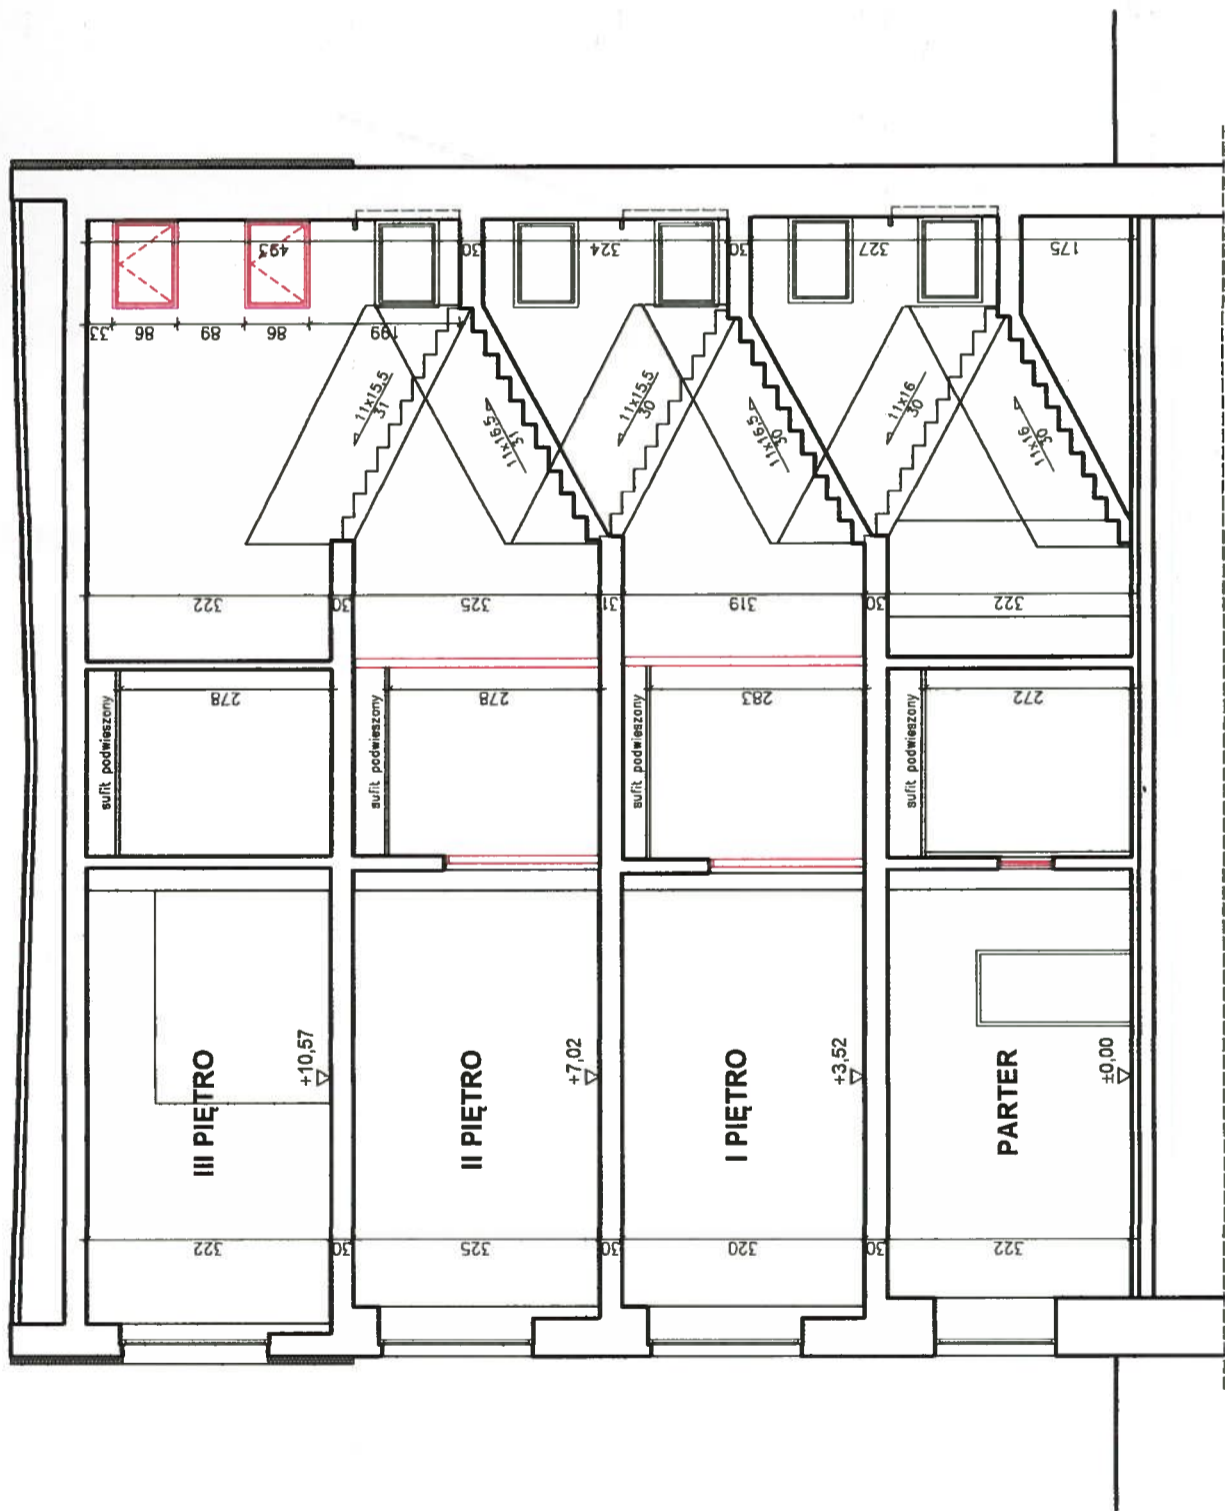 493
30
324
30
327
175
33
86
89
86
199
11x15,5
31
11x16,5
31
11x15,5
30
11x16,5
30
11x16
30
11x16
30
322
30
325
31
319
30
322
sufit podwieszony
278
sufit podwieszony
278
sufit podwieszony
283
sufit podwieszony
272
III PIĘTRO
+10,57
II PIĘTRO
+7,02
I PIĘTRO
+3,52
PARTER
±0,00
322
30
325
30
320
30
322